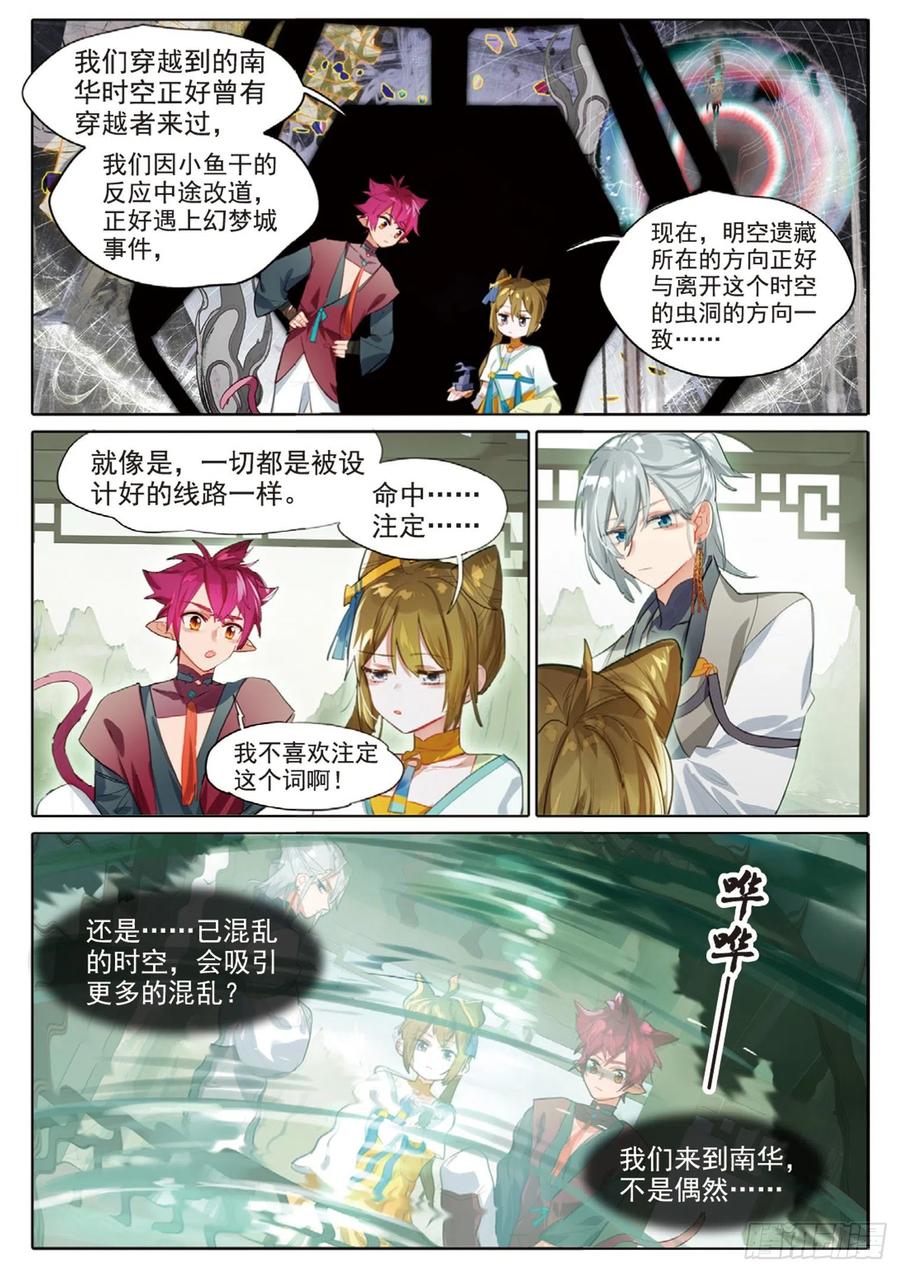 我们穿越到的南
华时空正好曾有
穿越者来过，
我们因小鱼干的
反应中途改道，
正好遇上幻梦城
事件，
现在，明空遗藏
所在的方向正好
与离开这个时空
的虫洞的方向一
致……
就像是，一切都是被设
计好的线路一样。
命中……
注定……
我不喜欢注定
这个词啊！
还是……已混乱
的时空，会吸引
更多的混乱？
哗
哗
——
我们来到南华，
不是偶然……
腾讯动漫